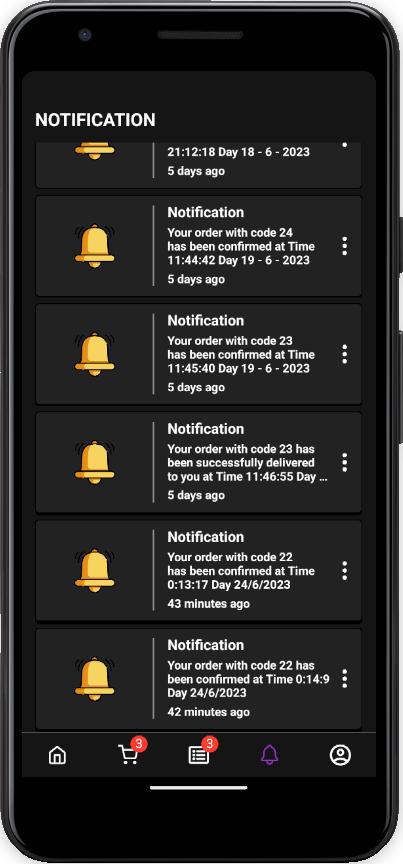 NOTIFICATION
21:12:18 Day 18 - 6 - 2023
5 days ago
Notification
Your order with code 24
has been confirmed at Time
11:44:42 Day 19 - 6 - 2023
5 days ago
Notification
Your order with code 23
has been confirmed at Time
11:45:40 Day 19 - 6 - 2023
5 days ago
Notification
Your order with code 23 has
been successfully delivered
to you at Time 11:46:55 Day ...
5 days ago
Notification
Your order with code 22
has been confirmed at Time
0:13:17 Day 24/6/2023
43 minutes ago
Notification
Your order with code 22 has
been confirmed at Time 0:14:9
Day 24/6/2023
42 minutes ago
3
3